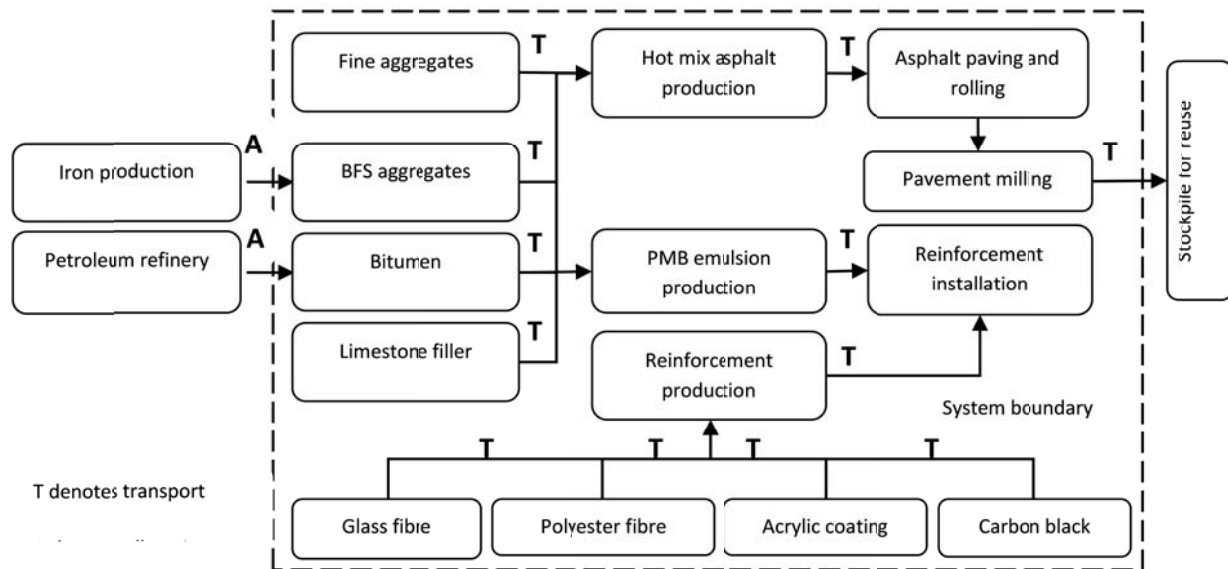 Fine aggregates
T
Hot mix asphalt
production
T
Asphalt paving and
rolling
Iron production
A
BFS aggregates
T
Pavement milling
T
Stockpile for reuse
Petroleum refinery
A
Bitumen
T
PMB emulsion
production
T
Reinforcement
installation
Limestone filler
T
Reinforcement
production
T
System boundary
T
T
T
T
T denotes transport
Glass fibre
Polyester fibre
Acrylic coating
Carbon black